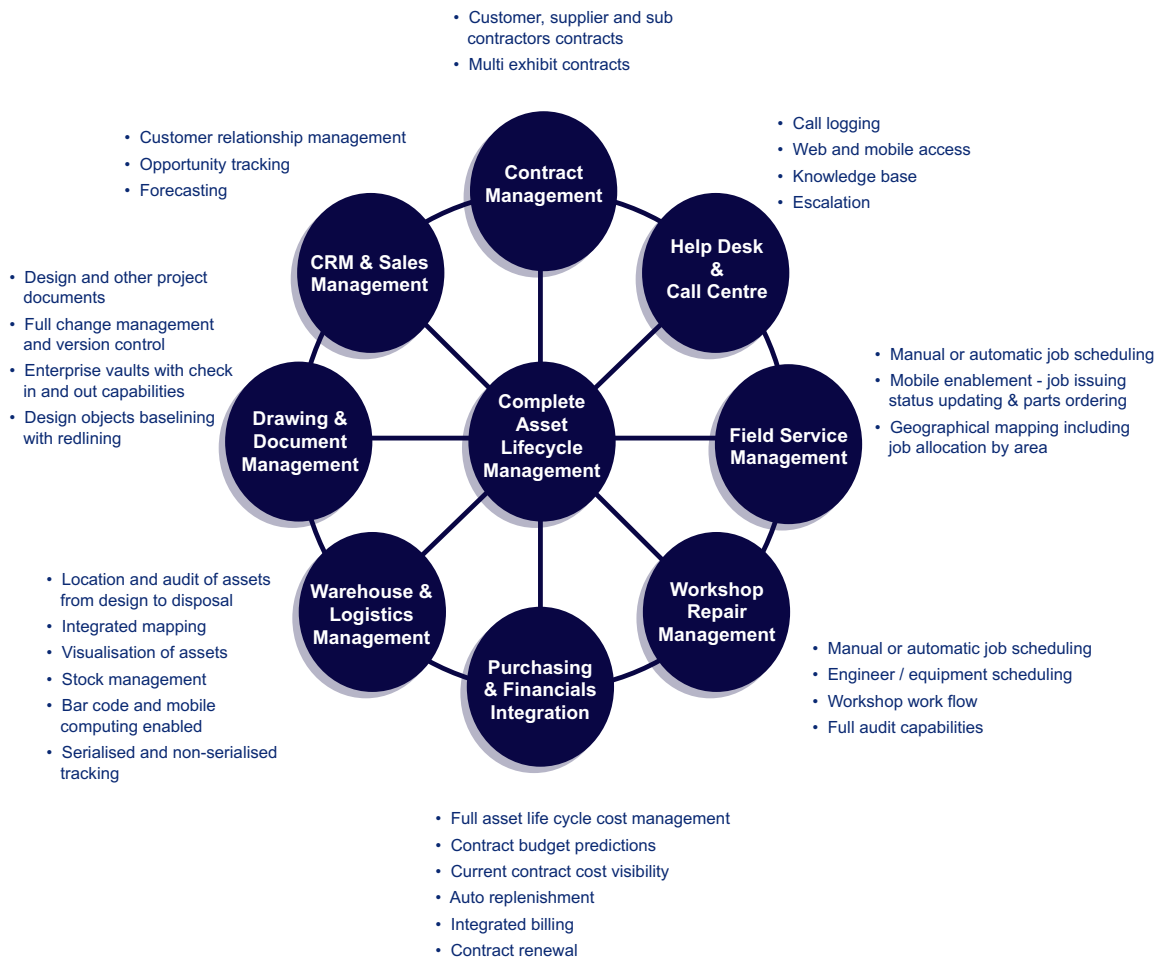 • Customer, supplier and sub
contractors contracts
• Multi exhibit contracts
• Customer relationship management
• Opportunity tracking
• Forecasting
• Call logging
• Web and mobile access
• Knowledge base
• Escalation
Contract
Management
CRM & Sales
Management
Help Desk
&
Call Centre
• Design and other project
documents
• Full change management
and version control
• Enterprise vaults with check
in and out capabilities
• Design objects baselining
with redlining
Drawing &
Document
Management
Complete
Asset
Lifecycle
Management
Field Service
Management
• Manual or automatic job scheduling
• Mobile enablement - job issuing
status updating & parts ordering
• Geographical mapping including
job allocation by area
• Location and audit of assets
from design to disposal
• Integrated mapping
• Visualisation of assets
• Stock management
• Bar code and mobile
computing enabled
• Serialised and non-serialised
tracking
Warehouse &
Logistics
Management
Purchasing
& Financials
Integration
Workshop
Repair
Management
• Manual or automatic job scheduling
• Engineer / equipment scheduling
• Workshop work flow
• Full audit capabilities
• Full asset life cycle cost management
• Contract budget predictions
• Current contract cost visibility
• Auto replenishment
• Integrated billing
• Contract renewal